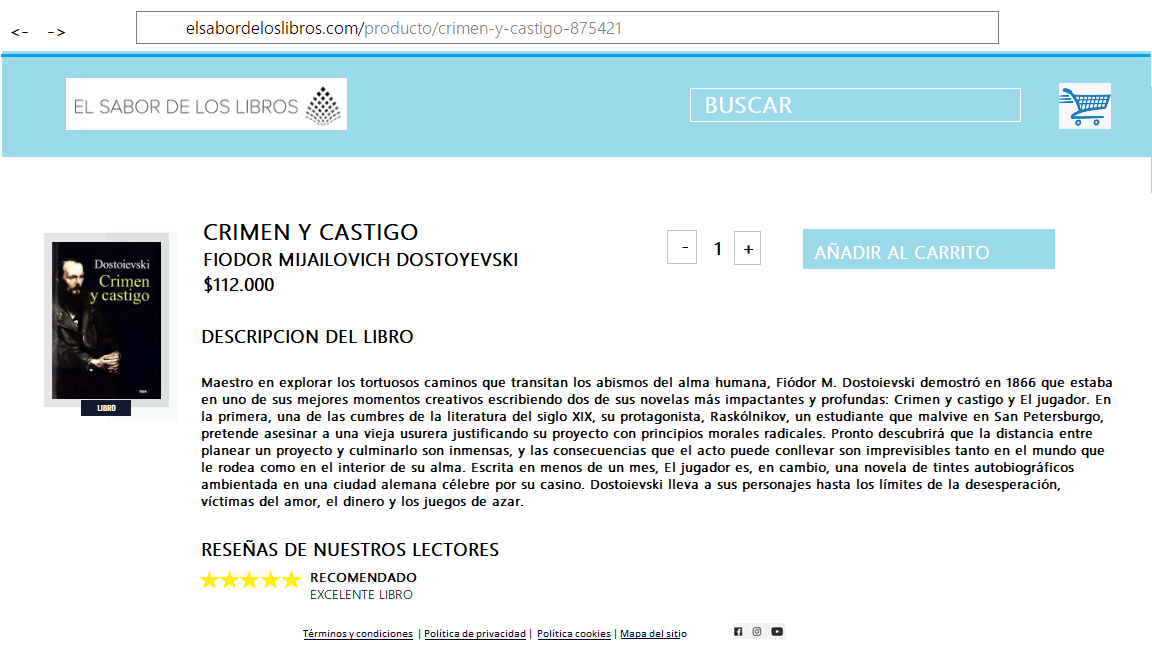 <- ->
elsabordeloslibros.com/producto/crimen-y-castigo-875421
EL SABOR DE LOS LIBROS
BUSCAR
CRIMEN Y CASTIGO
FIODOR MIJAILOVICH DOSTOYEVSKI
$112.000
- 1 +
AÑADIR AL CARRITO
Dostoievski
Crimen
y castigo
RBA
LIBRO
DESCRIPCION DEL LIBRO
Maestro en explorar los tortuosos caminos que transitan los abismos del alma humana, Fiódor M. Dostoievski demostró en 1866 que estaba
en uno de sus mejores momentos creativos escribiendo dos de sus novelas más impactantes y profundas: Crimen y castigo y El jugador. En
la primera, una de las cumbres de la literatura del siglo XIX, su protagonista, Raskólnikov, un estudiante que malvive en San Petersburgo,
pretende asesinar a una vieja usurera justificando su proyecto con principios morales radicales. Pronto descubrirá que la distancia entre
planear un proyecto y culminarlo son inmensas, y las consecuencias que el acto puede conllevar son imprevisibles tanto en el mundo que
le rodea como en el interior de su alma. Escrita en menos de un mes, El jugador es, en cambio, una novela de tintes autobiográficos
ambientada en una ciudad alemana célebre por su casino. Dostoievski lleva a sus personajes hasta los límites de la desesperación,
víctimas del amor, el dinero y los juegos de azar.
RESEÑAS DE NUESTROS LECTORES
RECOMENDADO
EXCELENTE LIBRO
Términos y condiciones | Política de privacidad | Política cookies | Mapa del sitio